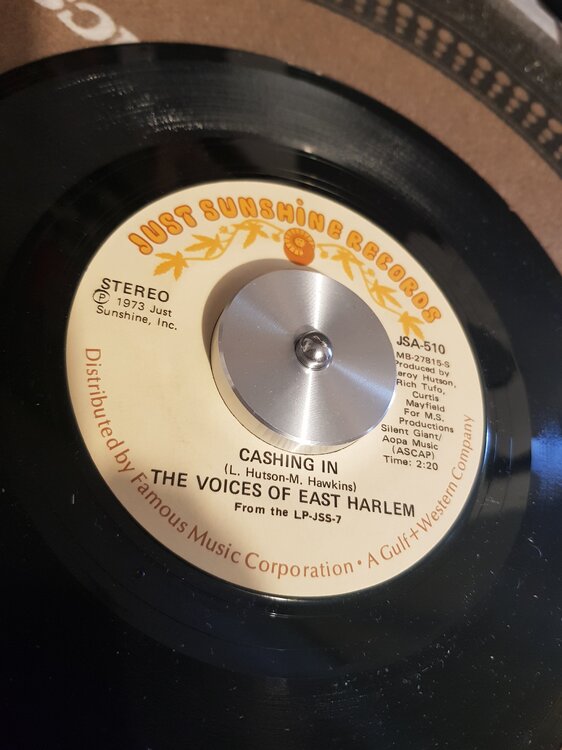 JUST SUNSHINE RECORDS
STEREO
Ⓟ 1973 Just
Sunshine, Inc.
JSA-510
MB-27815-S
Produced by
Leroy Hutson,
Rich Tufo,
Curtis
Mayfield
For M.S.
Productions
Silent Giant/
Aopa Music
(ASCAP)
Time: 2:20
CASHING IN
(L. Hutson-M. Hawkins)
THE VOICES OF EAST HARLEM
From the LP-JSS-7
Distributed by Famous Music Corporation • A Gulf+Western Company